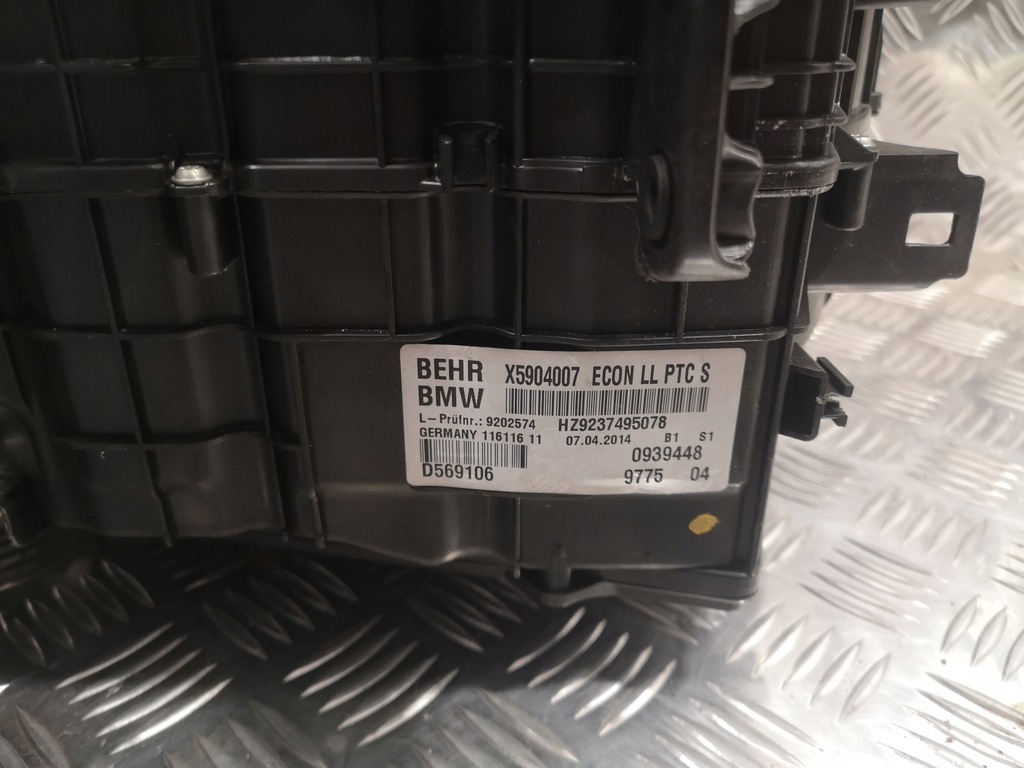 BEHR X5904007 ECON LL PTC S
BMW
L-Prüfnr.: 9202574 HZ9237495078
GERMANY 116116 11 07.04.2014 B1 S1
0939448
D569106 9775 04